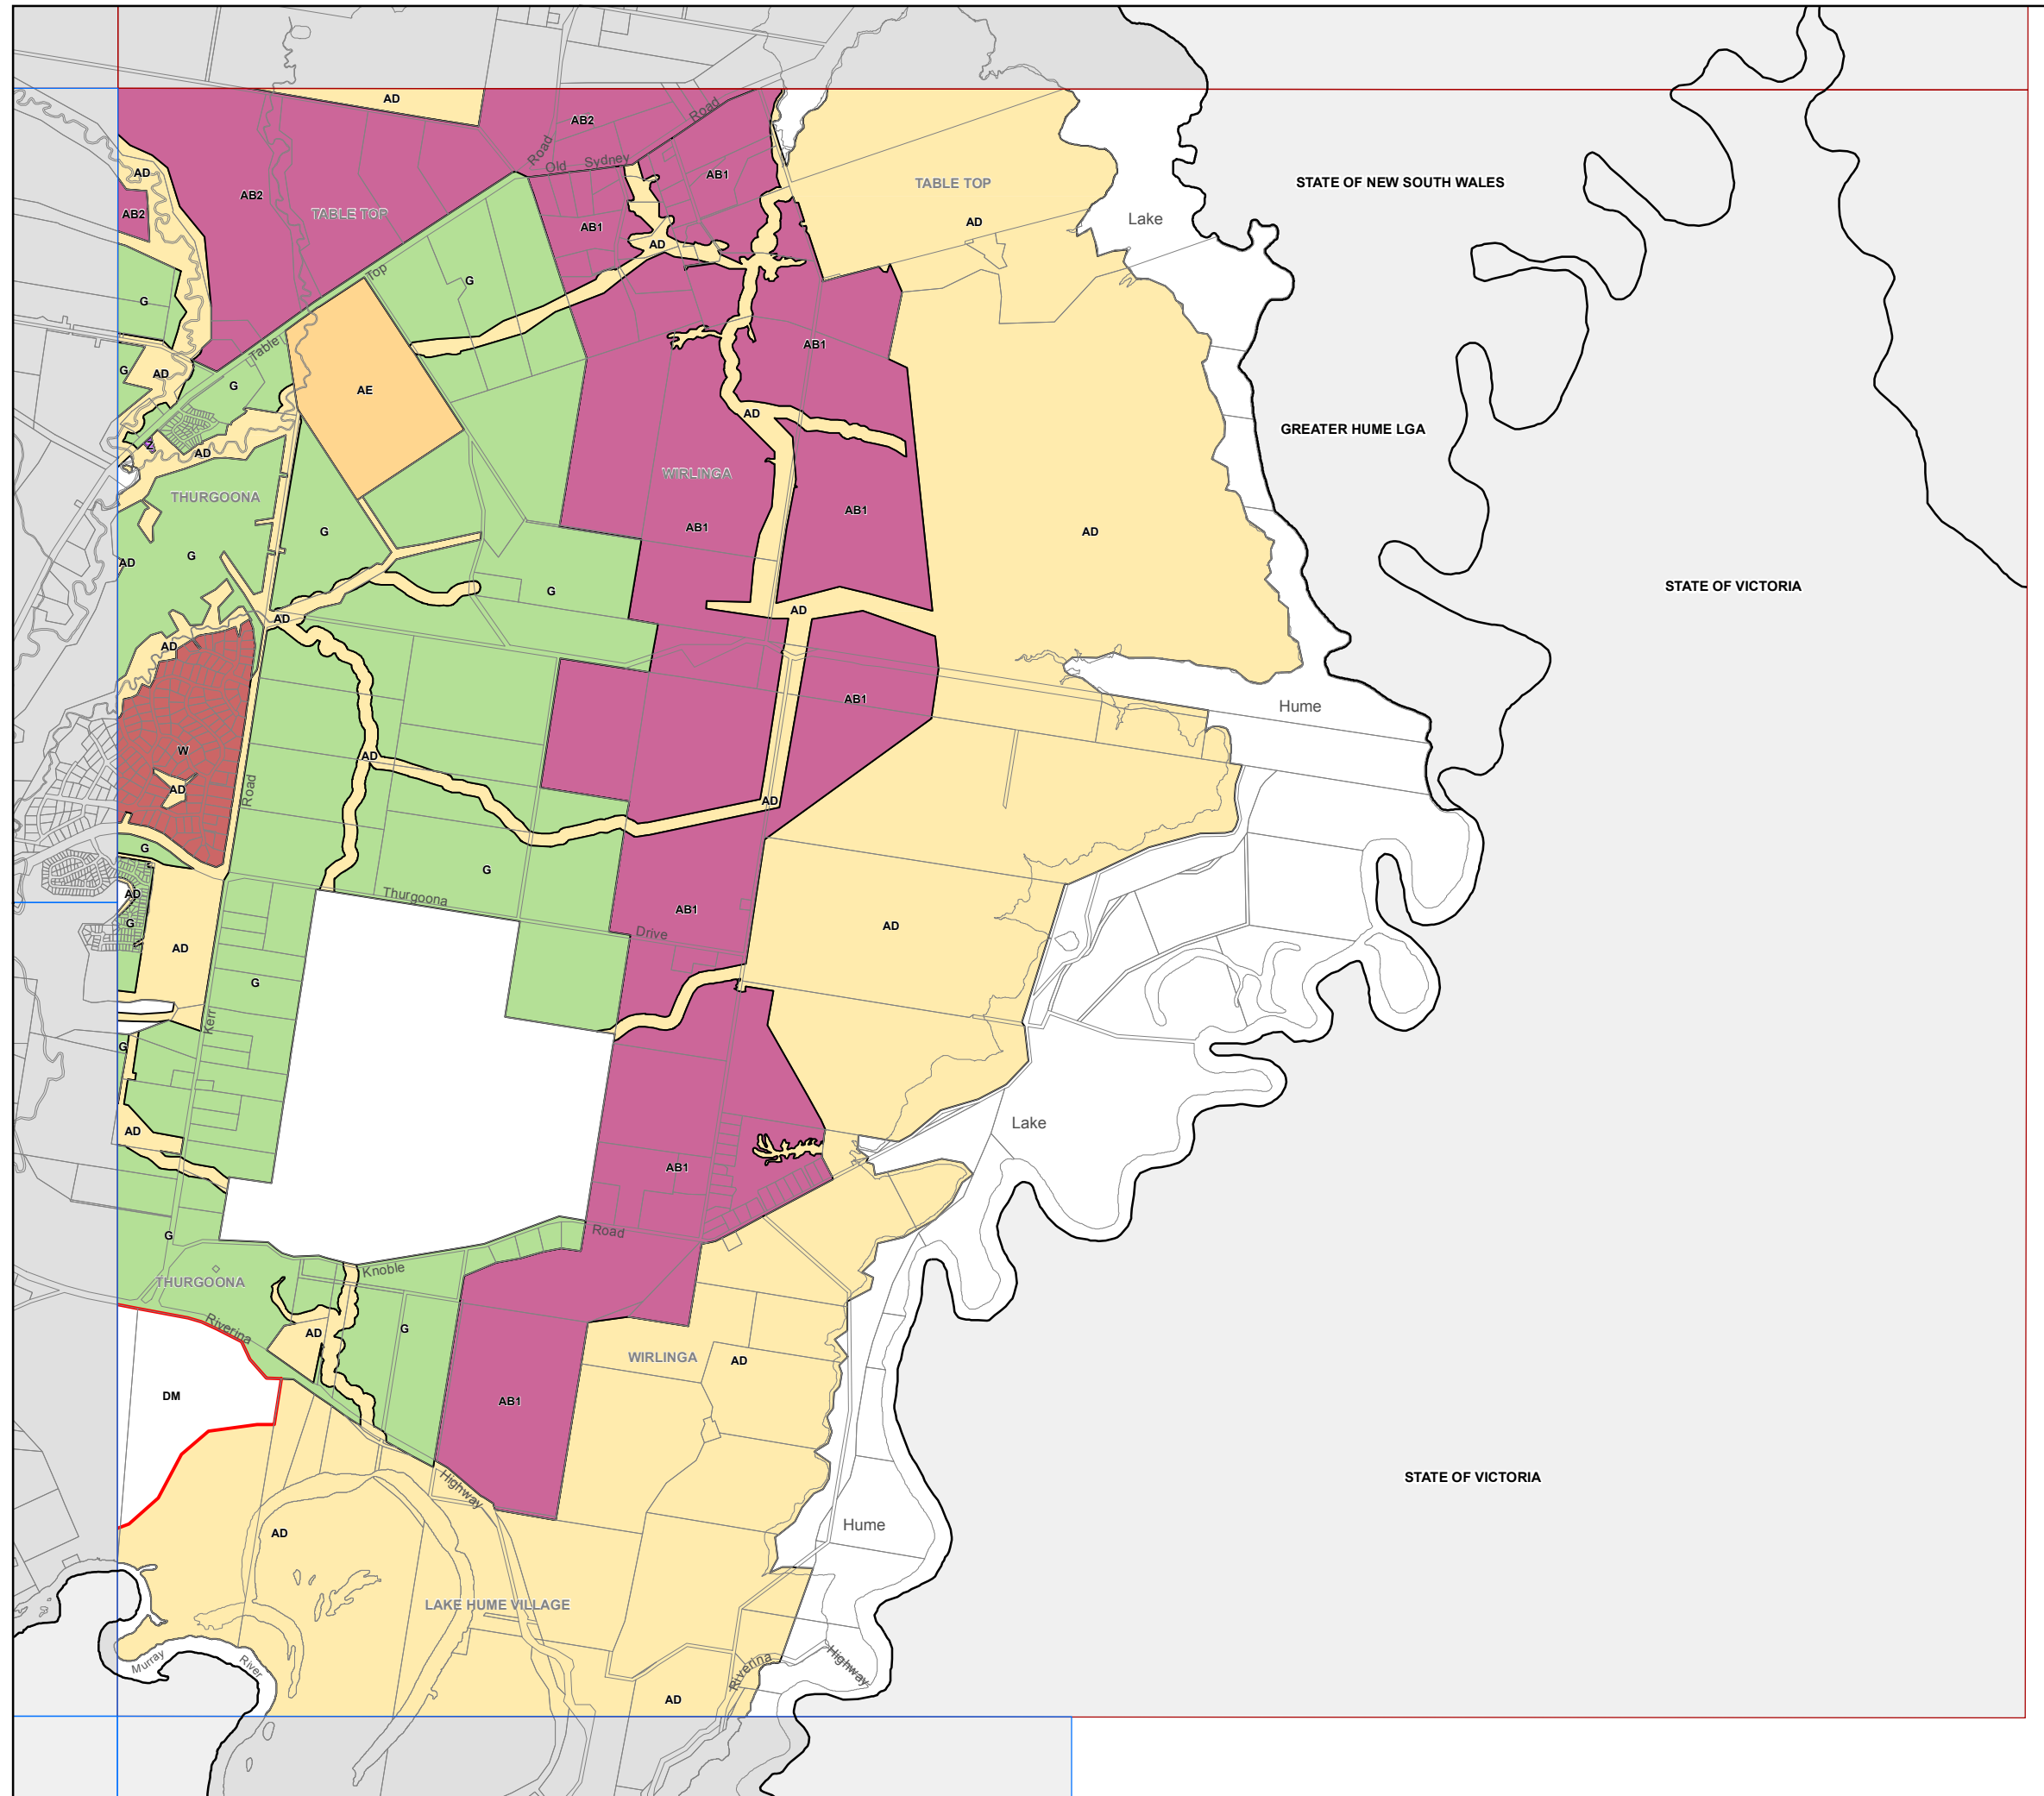 AD
AB2
Road
Road
Old Sydney
AB1
AD
AB2
AB2
TABLE TOP
AB1
TABLE TOP
AD
STATE OF NEW SOUTH WALES
Lake
AD
G
Top
G
Table
AB1
G
AD
G
AE
AD
GREATER HUME LGA
Z
AD
THURGOONA
WIRLINGA
AB1
AB1
AD
G
G
AD
G
STATE OF VICTORIA
AD
AD
AD
AB1
Hume
W
AD
AD
Road
AD
G
G
Thurgoona
AD
G
AB1
Drive
AD
AD
G
Kerr
G
Lake
AD
AB1
G
Road
Knoble
THURGOONA
Riverina
AD
G
WIRLINGA
AD
DM
AB1
STATE OF VICTORIA
Highway
AD
Hume
LAKE HUME VILLAGE
Murray
River
Riverina
Highway
AD